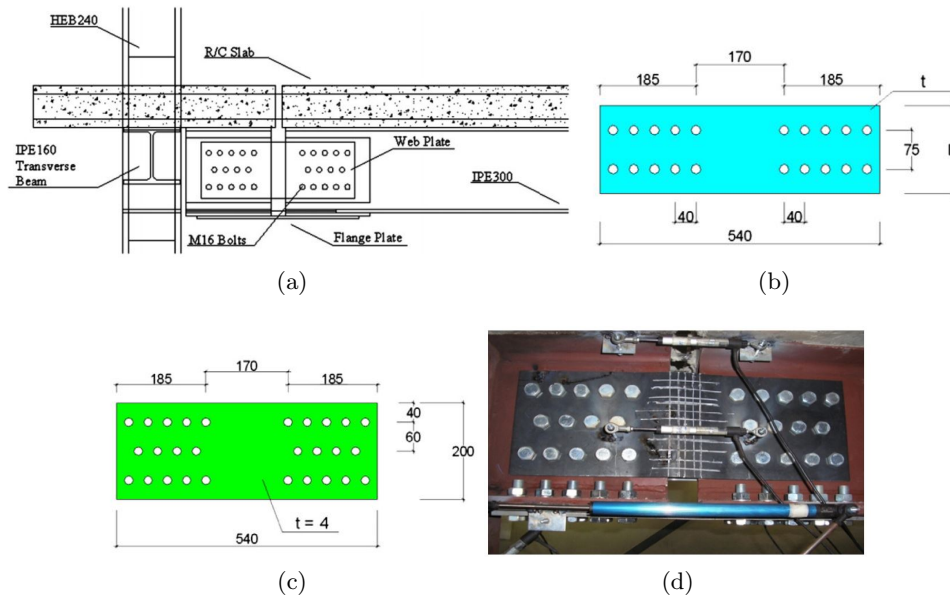 HEB240
R/C Slab
IPE160
Transverse
Beam
Web Plate
IPE300
M16 Bolts
Flange Plate
(a)
170
185
185
t
75
40
40
540
(b)
170
185
185
40
60
200
t = 4
540
(c)
(d)